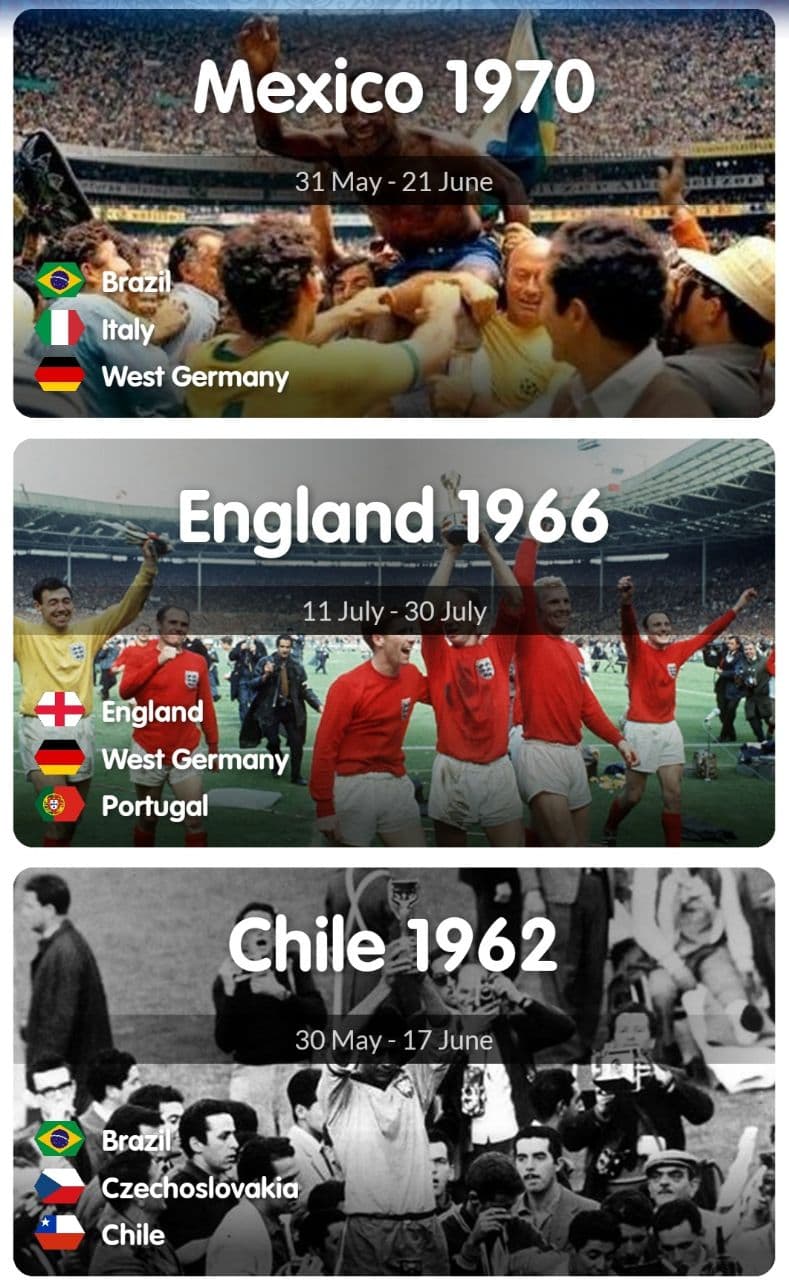 Mexico 1970
31 May - 21 June
Brazil
Italy
West Germany
England 1966
11 July - 30 July
England
West Germany
Portugal
Chile 1962
30 May - 17 June
Brazil
Czechoslovakia
Chile